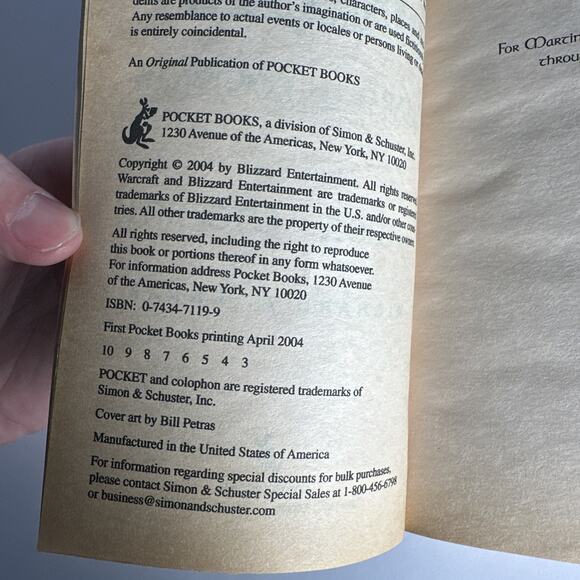 dents are products of the author's imagination or are used fictitiously.
Any resemblance to actual events or locales or persons living or
is entirely coincidental.
An Original Publication of POCKET BOOKS
POCKET BOOKS, a division of Simon & Schuster, Inc.
1230 Avenue of the Americas, New York, NY 10020
Copyright © 2004 by Blizzard Entertainment. All rights reserved.
Warcraft and Blizzard Entertainment are trademarks or registered
trademarks of Blizzard Entertainment in the U.S. and/or other coun-
tries. All other trademarks are the property of their respective owners.
All rights reserved, including the right to reproduce
this book or portions thereof in any form whatsoever.
For information address Pocket Books, 1230 Avenue
of the Americas, New York, NY 10020
ISBN: 0-7434-7119-9
First Pocket Books printing April 2004
10 9 8 7 6 5 4 3
POCKET and colophon are registered trademarks of
Simon & Schuster, Inc.
Cover art by Bill Petras
Manufactured in the United States of America
For information regarding special discounts for bulk purchases,
please contact Simon & Schuster Special Sales at 1-800-456-6798
or business@simonandschuster.com
For Martin
throu